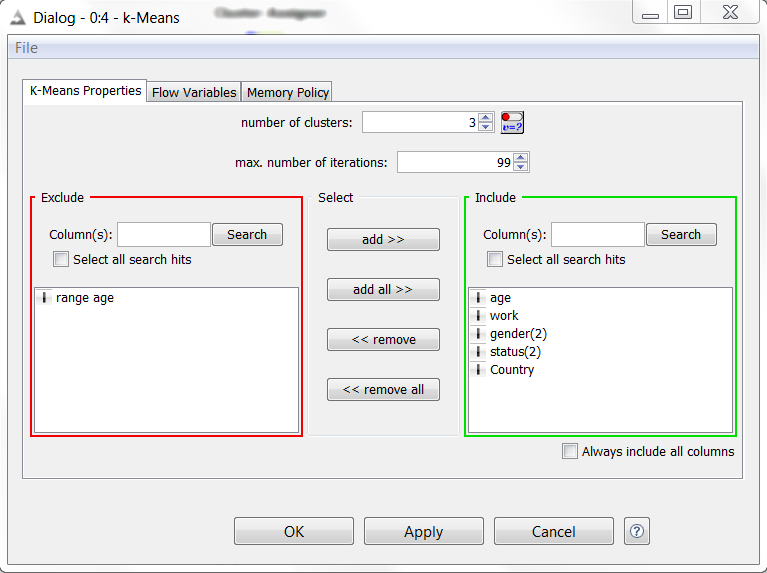 Dialog - 0:4 - k-Means
File
K-Means Properties Flow Variables Memory Policy
number of clusters: 3 v=?
max. number of iterations: 99
Exclude
Column(s): Search
Select all search hits
range age
Select
add >>
add all >>
<< remove
<< remove all
Include
Column(s): Search
Select all search hits
age
work
gender(2)
status(2)
Country
Always include all columns
OK Apply Cancel ?